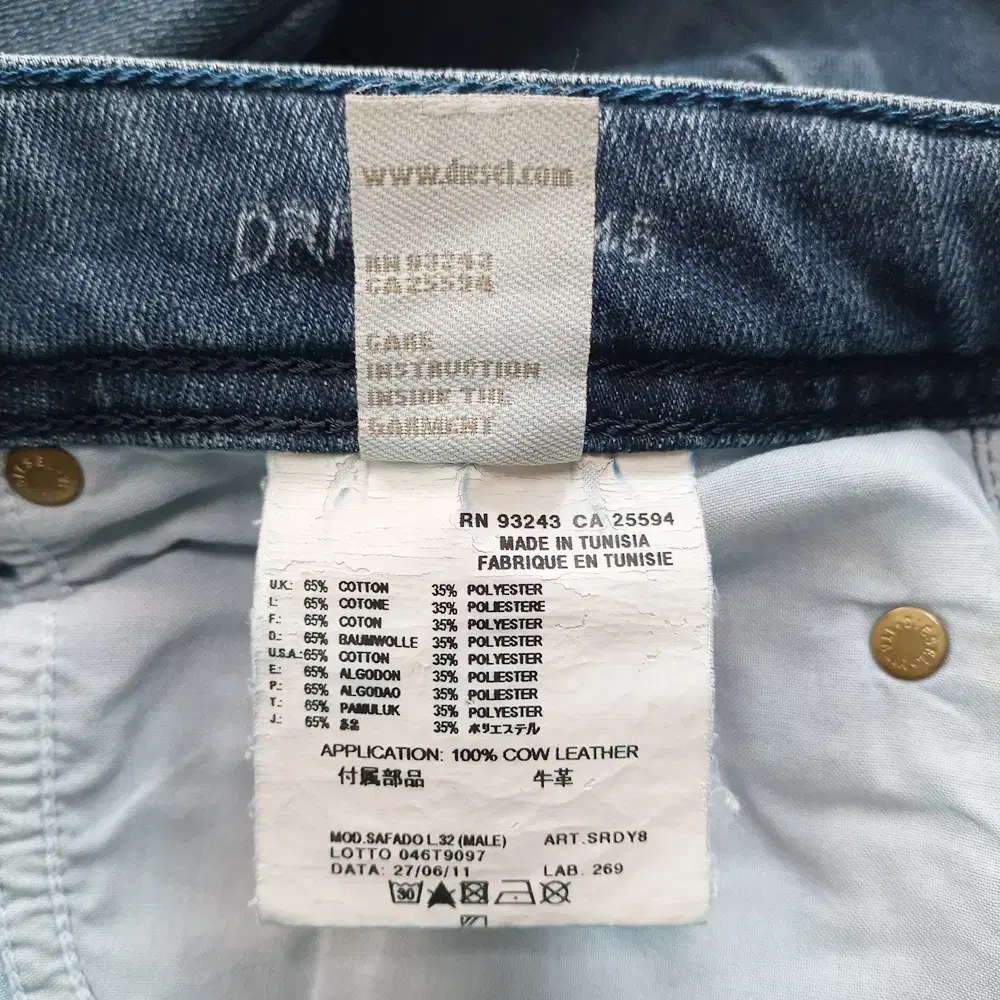 www.diesel.com
RN 93243
CA 25594
CARE
INSTRUCTION
INSIDE THE
GARMENT
RN 93243 CA 25594
MADE IN TUNISIA
FABRIQUE EN TUNISIE
U.K.: 65% COTTON 35% POLYESTER
I.: 65% COTONE 35% POLIESTERE
F.: 65% COTON 35% POLYESTER
D.: 65% BAUMWOLLE 35% POLYESTER
U.S.A.: 65% COTTON 35% POLYESTER
E.: 65% ALGODON 35% POLIESTER
P.: 65% ALGODAO 35% POLIESTER
T.: 65% PAMULUK 35% POLYESTER
J.: 65% 35% ポリエステル
APPLICATION: 100% COW LEATHER
付属部品 牛革
MOD.SAFADO L.32 (MALE) ART.SRDY8
LOTTO 046T9097
DATA: 27/06/11 LAB. 269
30